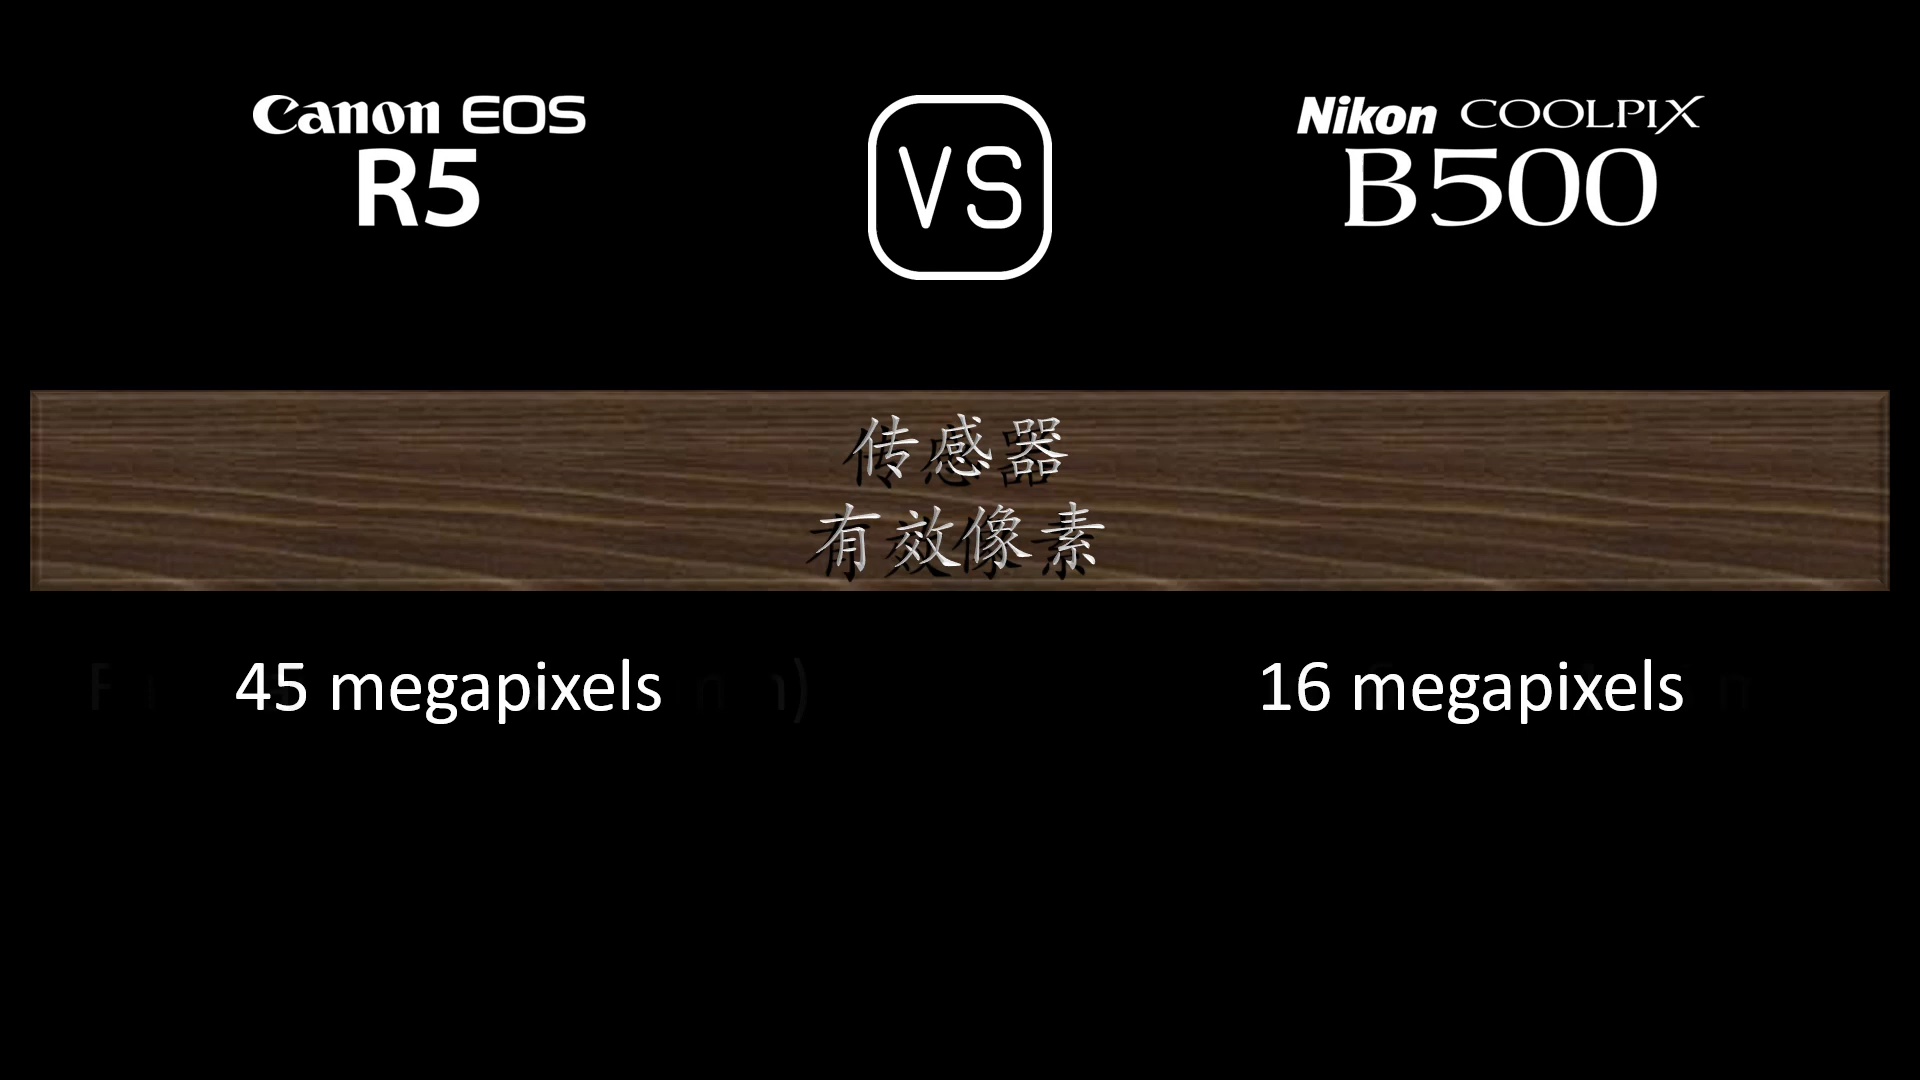 Canon EOS
R5
VS
Nikon COOLPIX
B500
传感器
有效像素
45 megapixels
16 megapixels